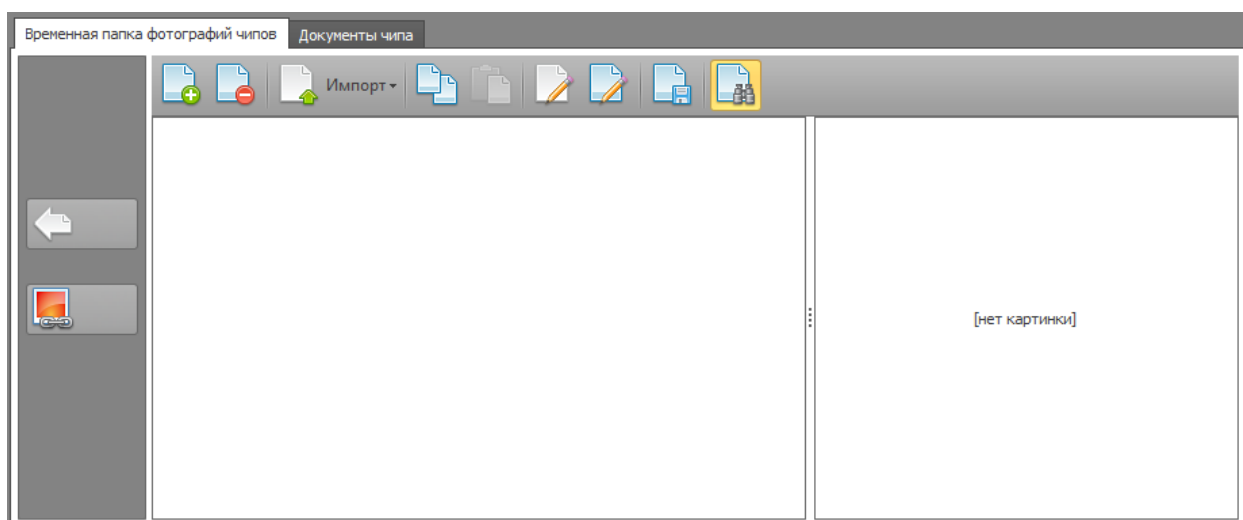 Временная папка фотографий чипов
Документы чипа
Импорт
[нет картинки]